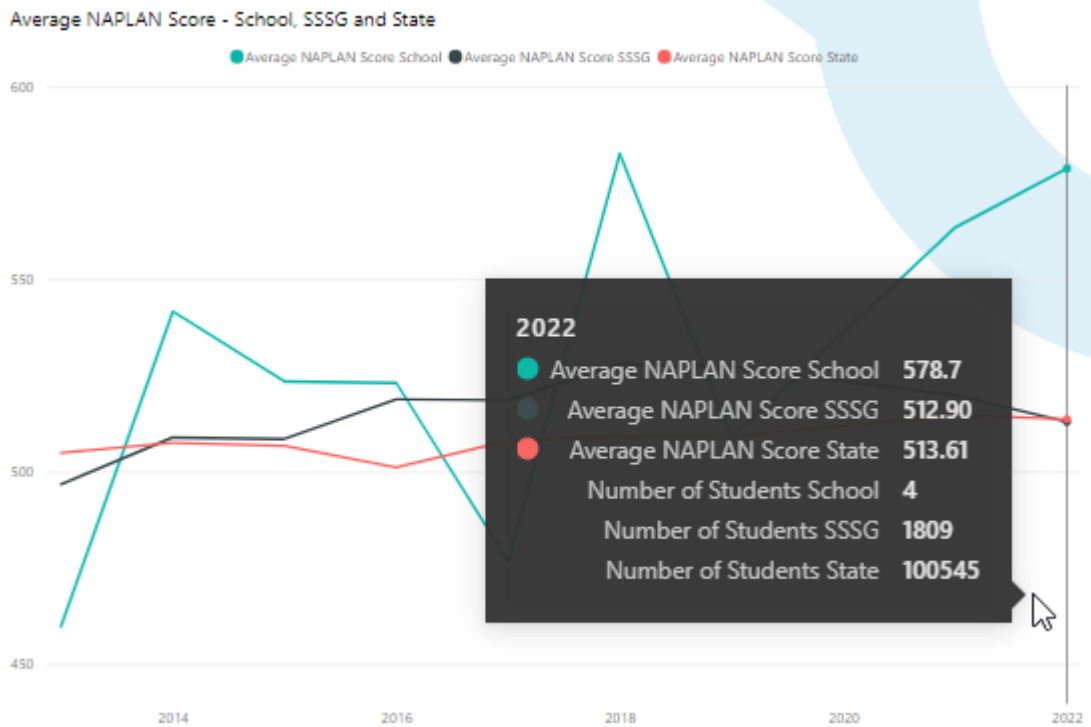 Average NAPLAN Score - School, SSSG and State
Average NAPLAN Score School Average NAPLAN Score SSSG Average NAPLAN Score State
600
550
500
450
2022
Average NAPLAN Score School 578.7
Average NAPLAN Score SSSG 512.90
Average NAPLAN Score State 513.61
Number of Students School 4
Number of Students SSSG 1809
Number of Students State 100545
2014 2016 2018 2020 2022